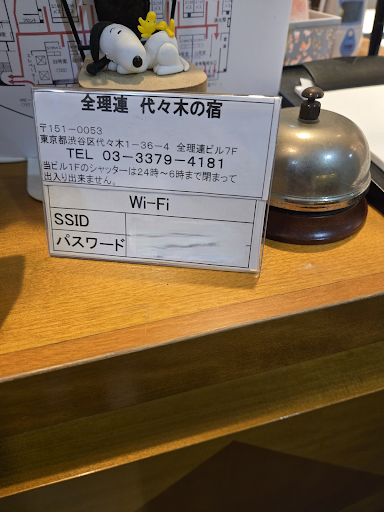 全理連 代々木の宿
〒151-0053
東京都渋谷区代々木1-36-4 全理連ビル7F
TEL 03-3379-4181
当ビル1Fのシャッターは24時～6時まで閉まって
出入り出来ません。
Wi-Fi
SSID
パスワード